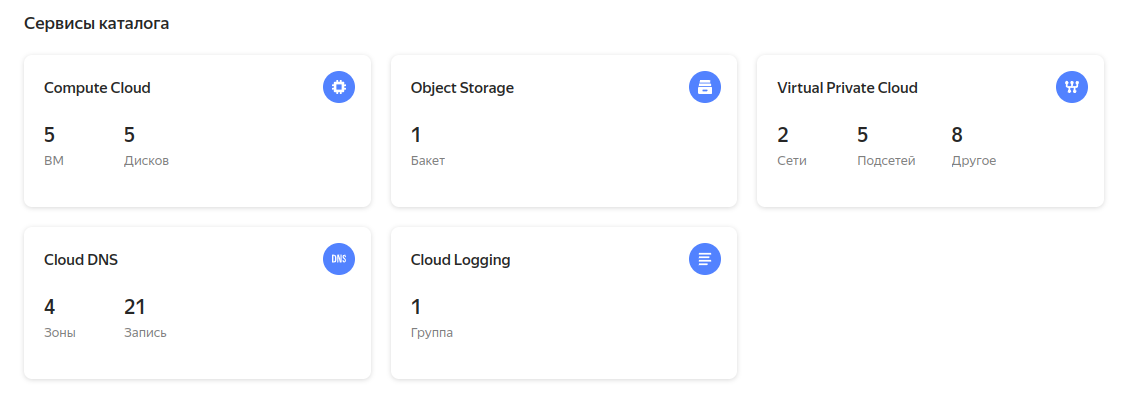 Сервисы каталога
Compute Cloud
5 5
ВМ Дисков
Object Storage
1
Бакет
Virtual Private Cloud
2 5 8
Сети Подсетей Другое
Cloud DNS
DNS
4 21
Зоны Запись
Cloud Logging
1
Группа